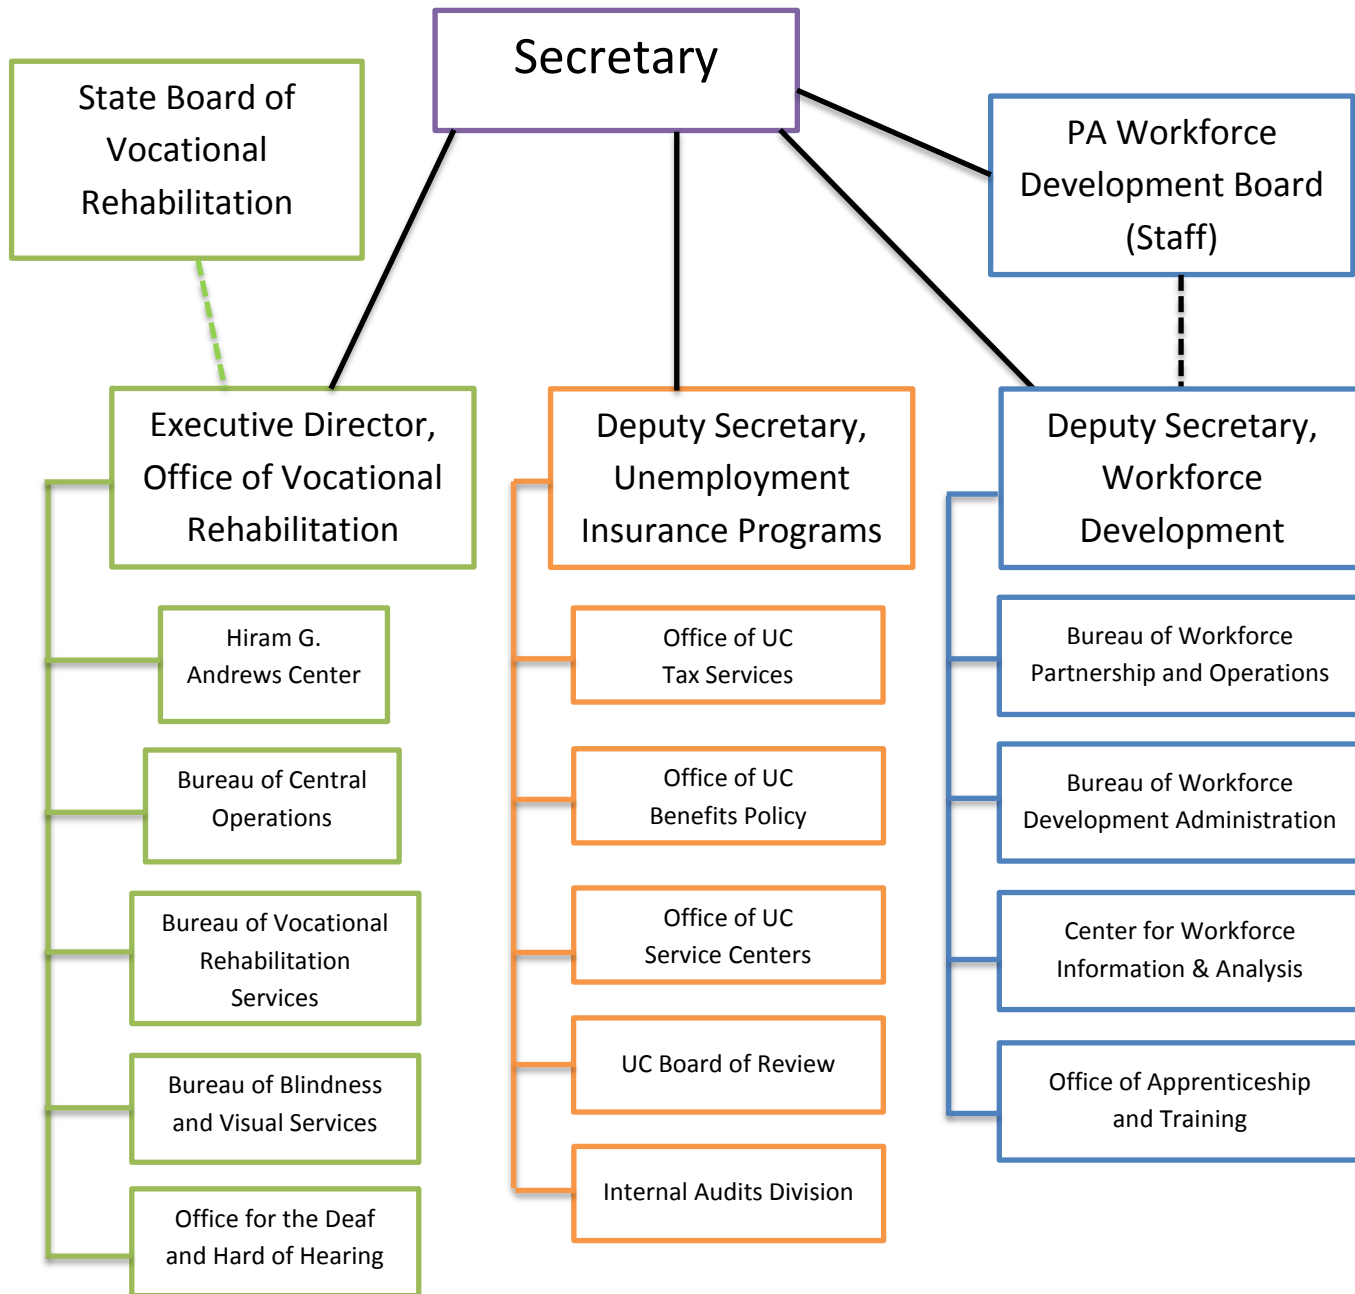 Secretary
State Board of
Vocational
Rehabilitation
PA Workforce
Development Board
(Staff)
Executive Director,
Office of Vocational
Rehabilitation
Deputy Secretary,
Unemployment
Insurance Programs
Deputy Secretary,
Workforce
Development
Hiram G.
Andrews Center
Bureau of Central
Operations
Bureau of Vocational
Rehabilitation
Services
Bureau of Blindness
and Visual Services
Office for the Deaf
and Hard of Hearing
Office of UC
Tax Services
Office of UC
Benefits Policy
Office of UC
Service Centers
UC Board of Review
Internal Audits Division
Bureau of Workforce
Partnership and Operations
Bureau of Workforce
Development Administration
Center for Workforce
Information & Analysis
Office of Apprenticeship
and Training